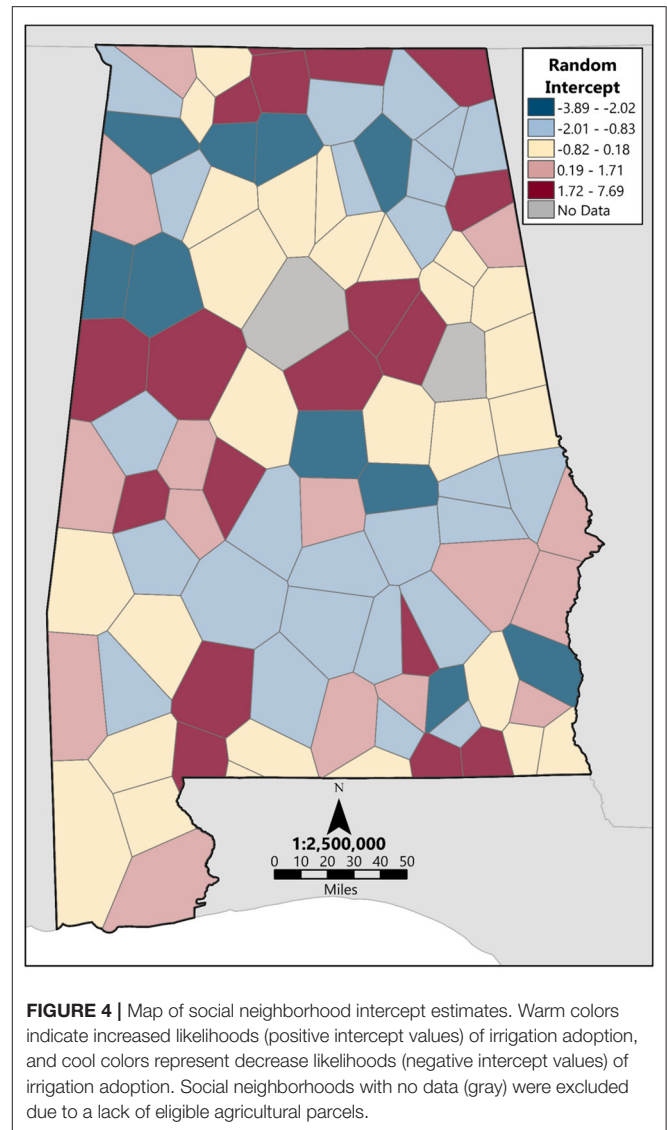 Random
Intercept
-3.89 - -2.02
-2.01 - -0.83
-0.82 - 0.18
0.19 - 1.71
1.72 - 7.69
No Data
N
1:2,500,000
0 10 20 30 40 50
Miles
FIGURE 4 | Map of social neighborhood intercept estimates. Warm colors
indicate increased likelihoods (positive intercept values) of irrigation adoption,
and cool colors represent decrease likelihoods (negative intercept values) of
irrigation adoption. Social neighborhoods with no data (gray) were excluded
due to a lack of eligible agricultural parcels.